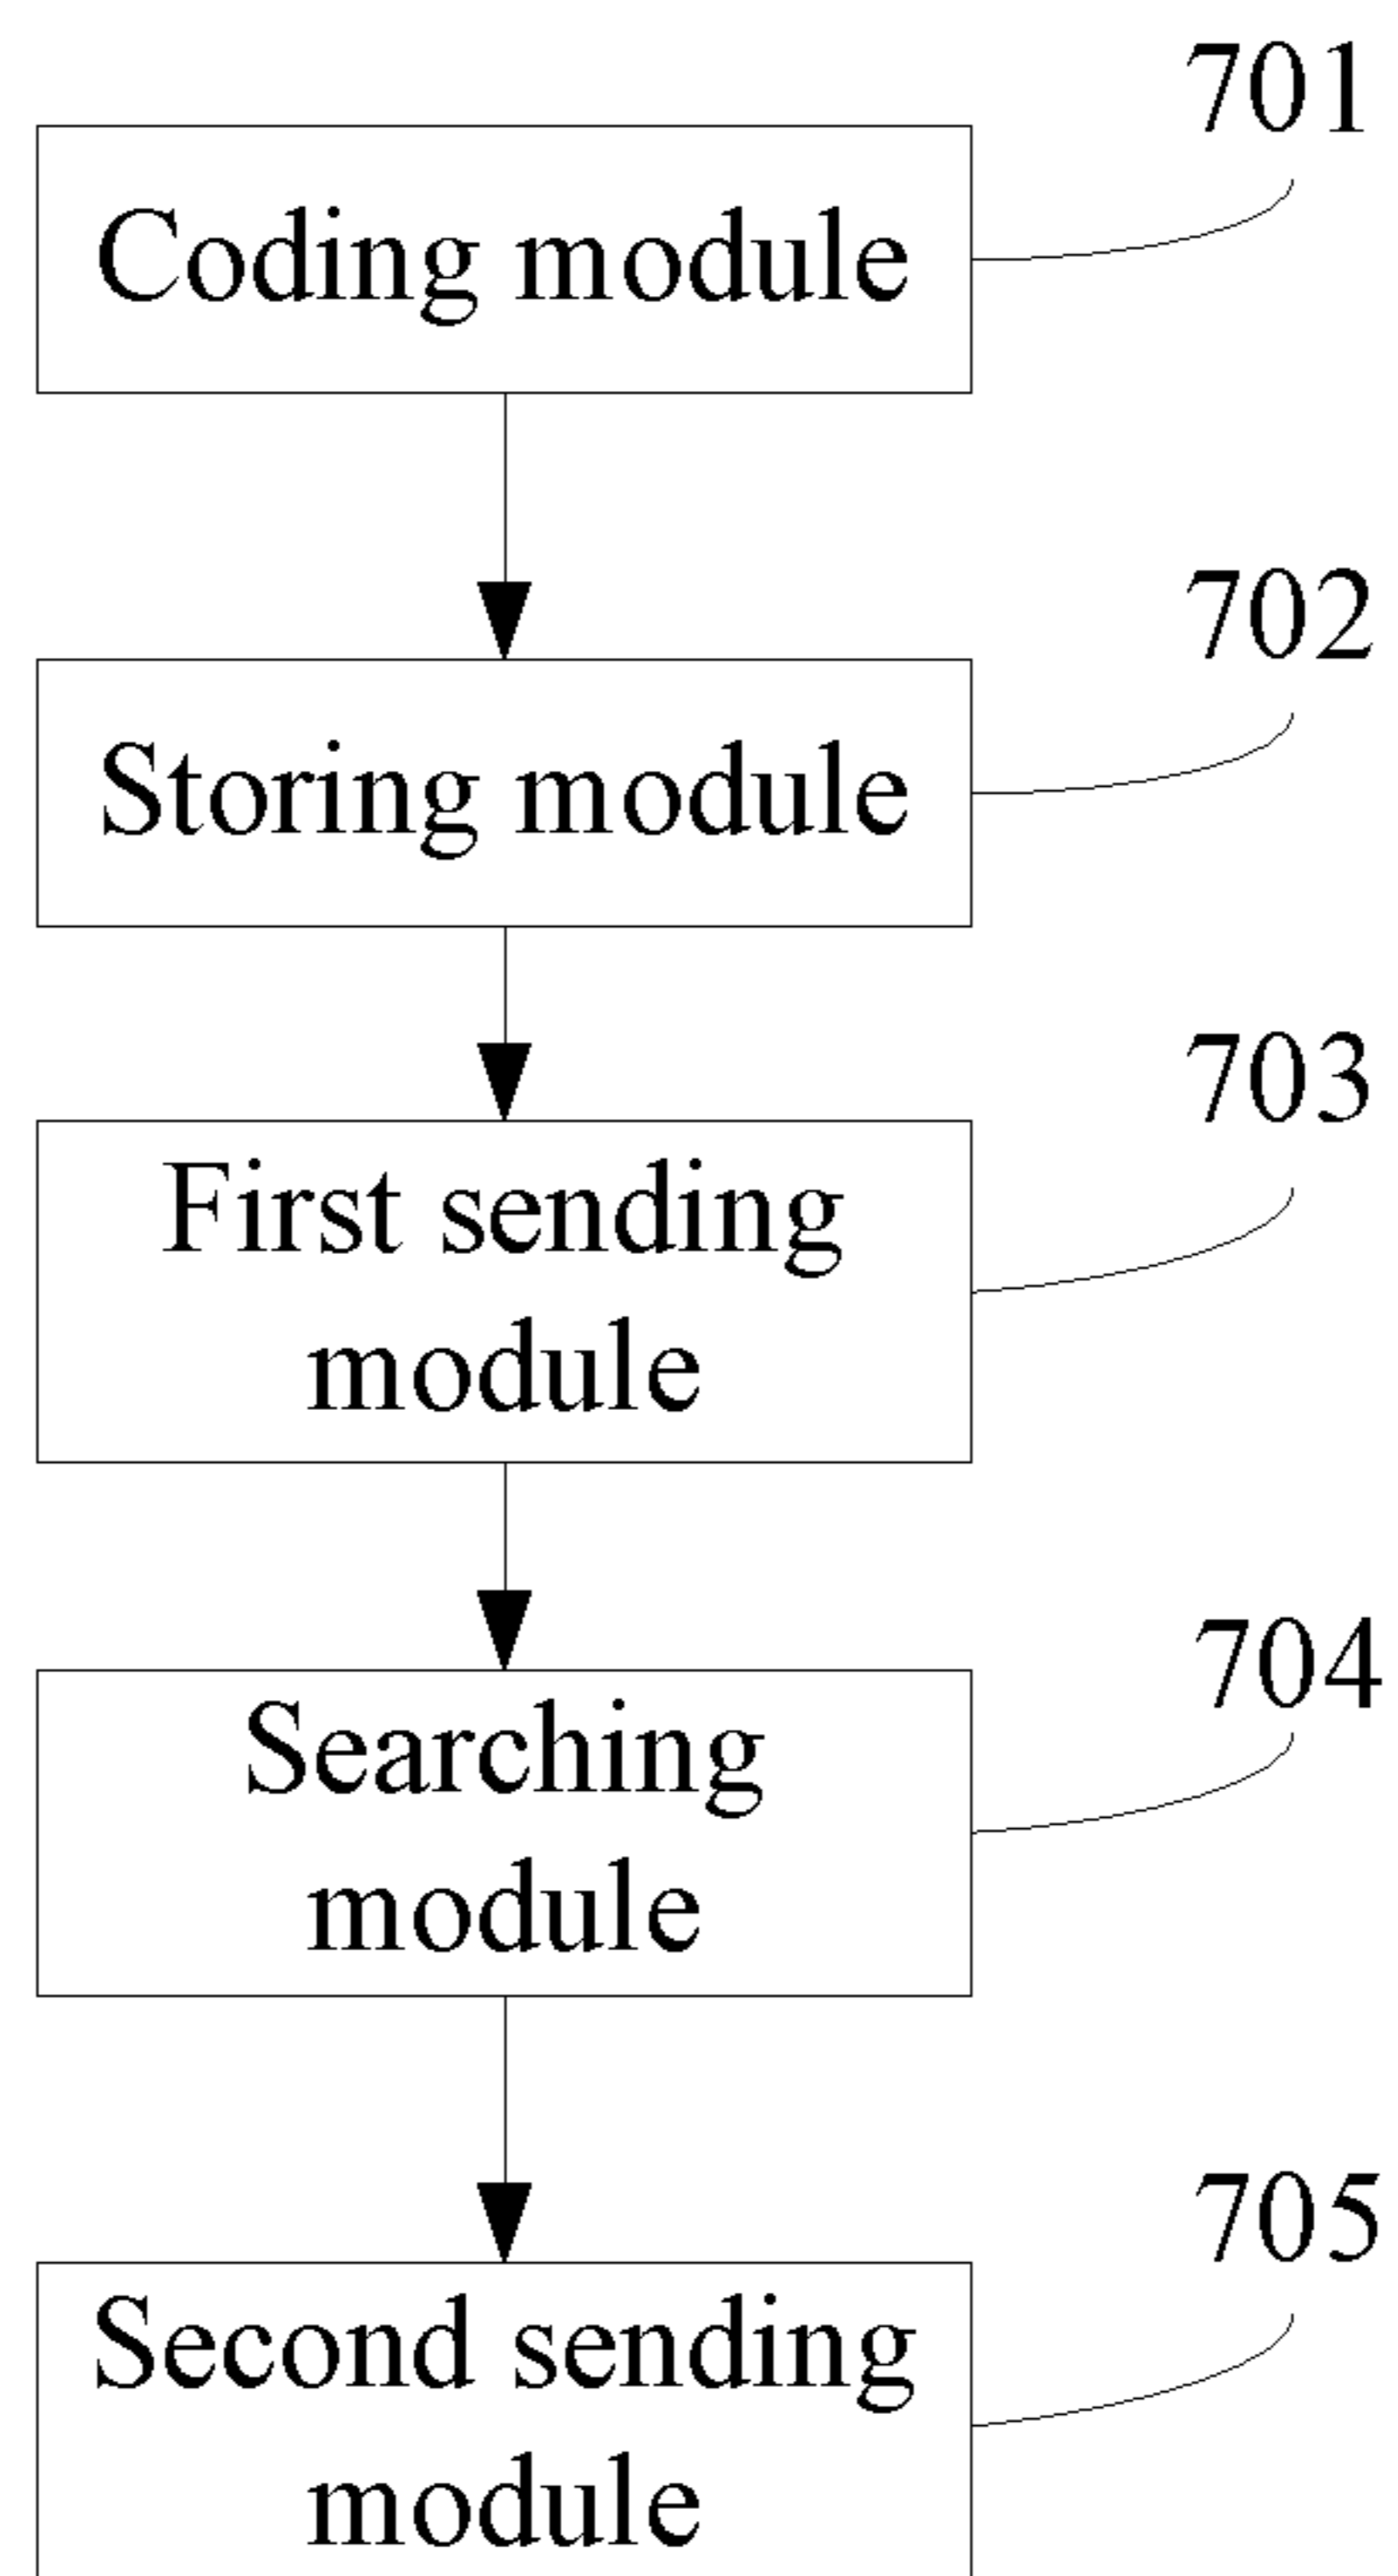 701
Coding module
702
Storing module
703
First sending
module
704
Searching
module
705
Second sending
module